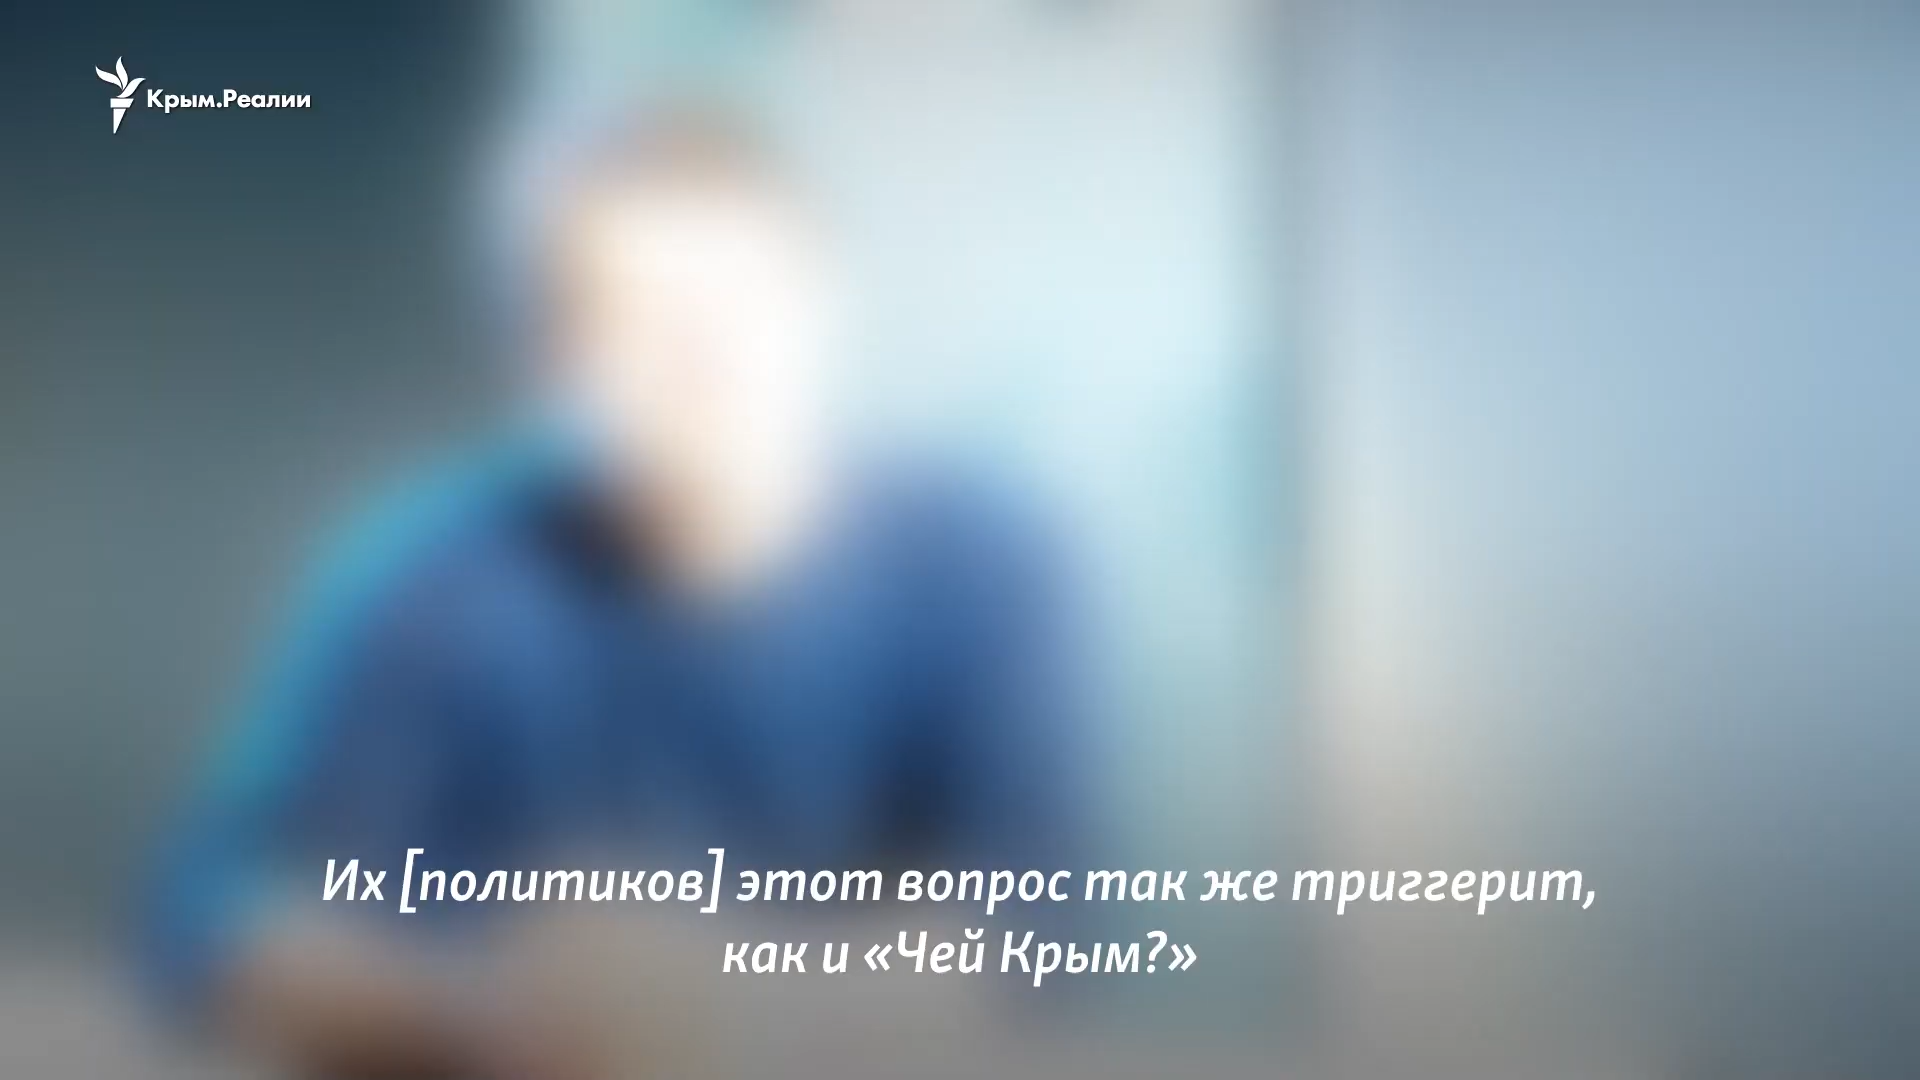 Крым.Реалии
Их [политиков] этот вопрос так же триггерит,
как и «Чей Крым?»